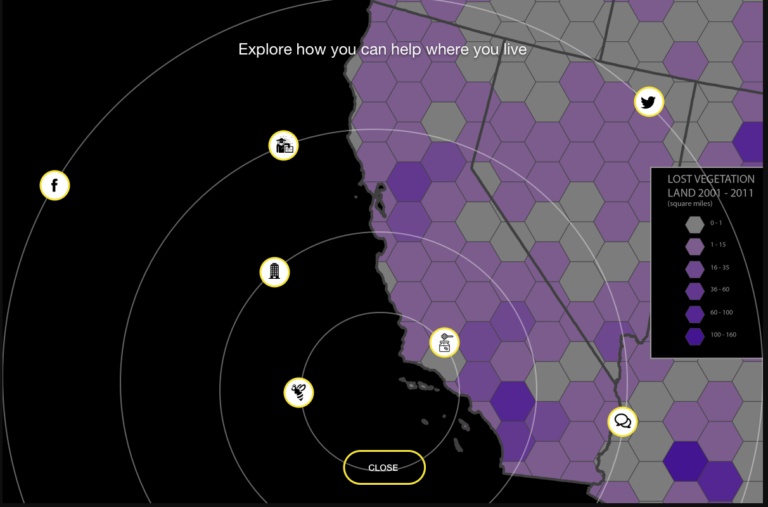 Explore how you can help where you live
f
LOST VEGETATION
LAND 2001 - 2011
(square miles)
0 - 1
1 - 15
16 - 35
36 - 60
60 - 100
100 - 160
CLOSE